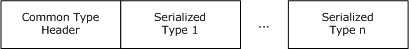 Common Type
Header
Serialized
Type 1
...
Serialized
Type n